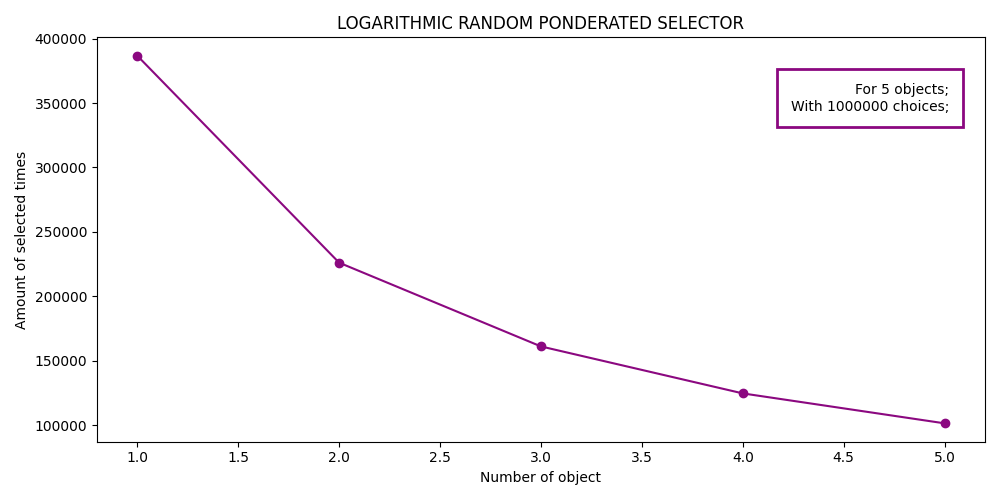 LOGARITHMIC RANDOM PONDERATED SELECTOR
400000
350000
300000
250000
200000
150000
100000
Amount of selected times
For 5 objects;
With 1000000 choices;
1.0 1.5 2.0 2.5 3.0 3.5 4.0 4.5 5.0
Number of object